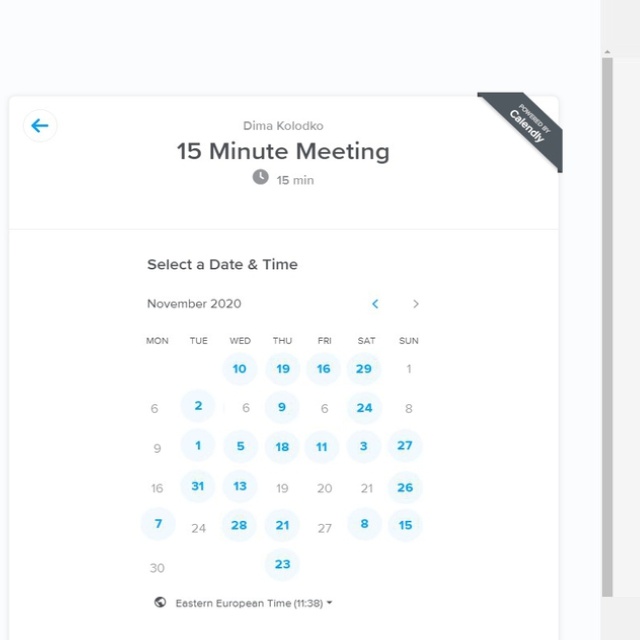 POWERED BY
Calendly
Dima Kolodko
15 Minute Meeting
15 min
Select a Date & Time
November 2020
MON TUE WED THU FRI SAT SUN
10 19 16 29 1
6 2 6 9 6 24 8
9 1 5 18 11 3 27
16 31 13 19 20 21 26
7 24 28 21 27 8 15
30 23
Eastern European Time (11:38)